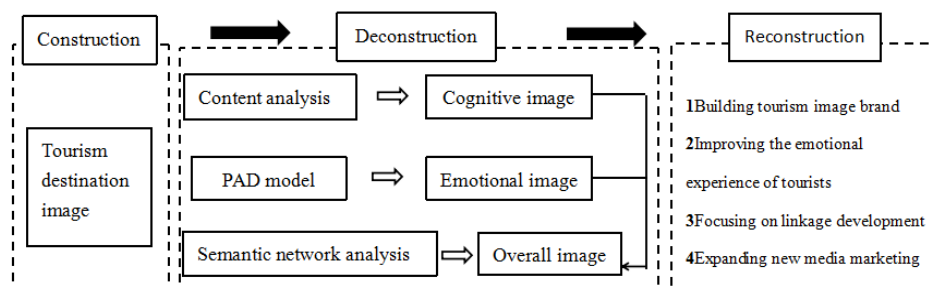 Construction
Deconstruction
Reconstruction
Tourism
destination
image
Content analysis
Cognitive image
PAD model
Emotional image
Semantic network analysis
Overall image
1Building tourism image brand
2Improving the emotional
experience of tourists
3Focusing on linkage development
4Expanding new media marketing